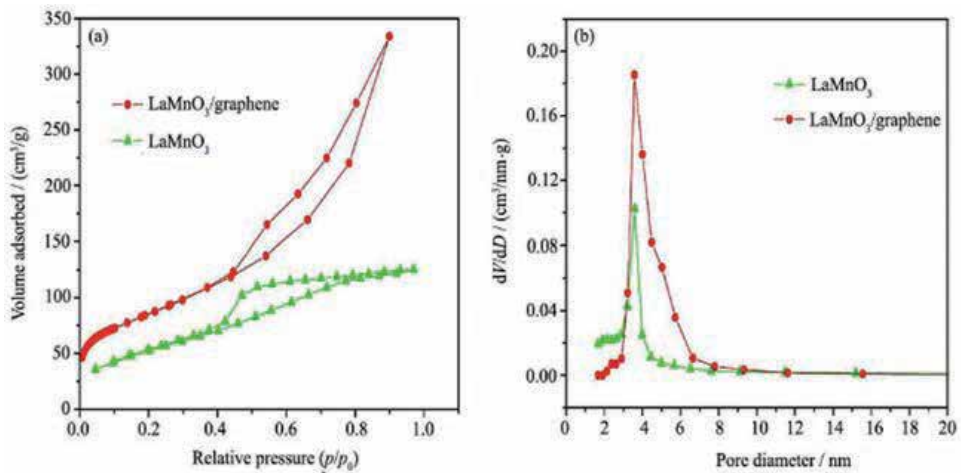 (a)
LaMnO₃/graphene
LaMnO₃
350
300
250
200
150
100
50
0
Volume adsorbed / (cm³/g)
0.0 0.2 0.4 0.6 0.8 1.0
Relative pressure (p/p₀)
(b)
LaMnO₃
LaMnO₃/graphene
0.20
0.16
0.12
0.08
0.04
0.00
dV/dD / (cm³/nm·g)
0 2 4 6 8 10 12 14 16 18 20
Pore diameter / nm